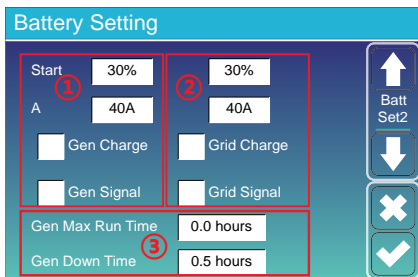 Battery Setting
Start 30% 30%
① ②
A 40A 40A
Gen Charge Grid Charge
Gen Signal Grid Signal
Gen Max Run Time 0.0 hours
③
Gen Down Time 0.5 hours
Batt
Set2